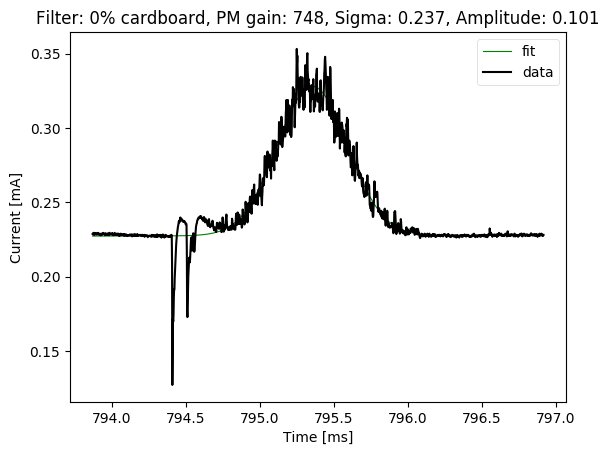 Filter: 0% cardboard, PM gain: 748, Sigma: 0.237, Amplitude: 0.101
fit
data
0.35
0.30
0.25
0.20
0.15
Current [mA]
794.0 794.5 795.0 795.5 796.0 796.5 797.0
Time [ms]